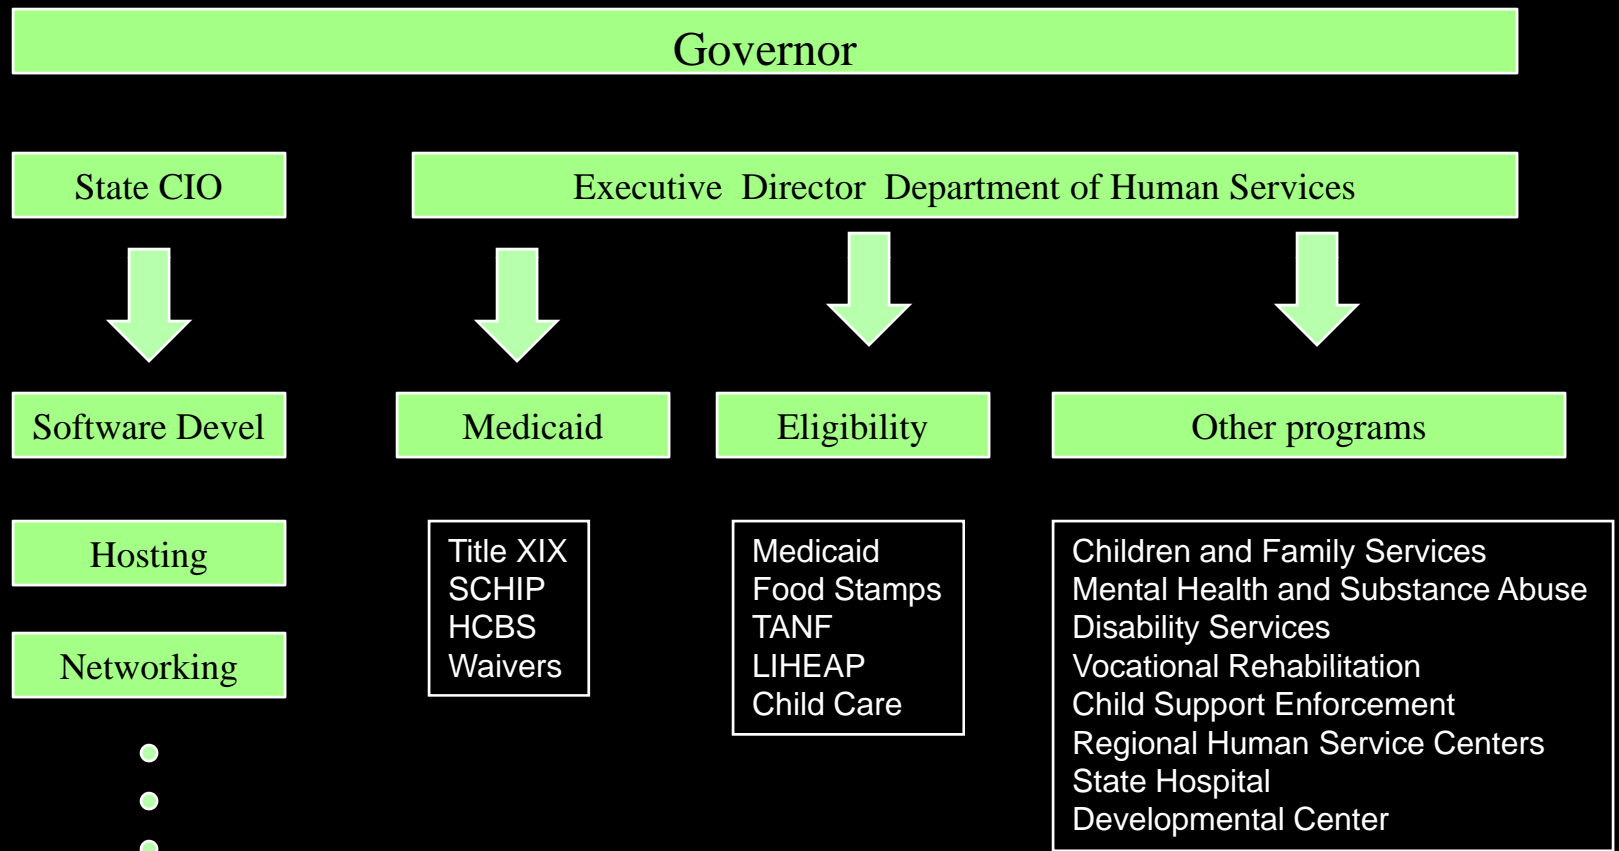 Governor
State CIO
Executive Director Department of Human Services
Software Devel
Medicaid
Eligibility
Other programs
Hosting
Networking
Title XIX
SCHIP
HCBS
Waivers
Medicaid
Food Stamps
TANF
LIHEAP
Child Care
Children and Family Services
Mental Health and Substance Abuse
Disability Services
Vocational Rehabilitation
Child Support Enforcement
Regional Human Service Centers
State Hospital
Developmental Center